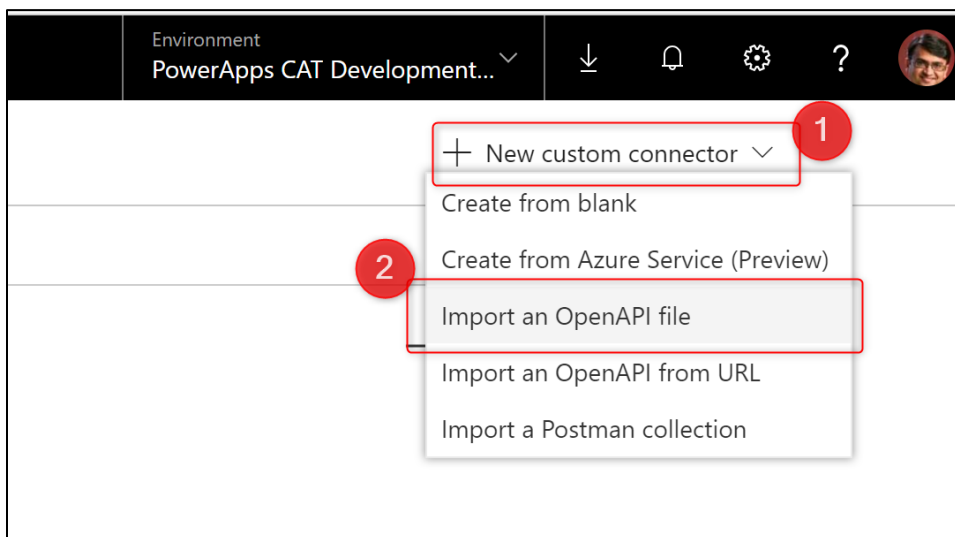 Environment
PowerApps CAT Development...
?
1
+ New custom connector
Create from blank
2
Create from Azure Service (Preview)
Import an OpenAPI file
Import an OpenAPI from URL
Import a Postman collection